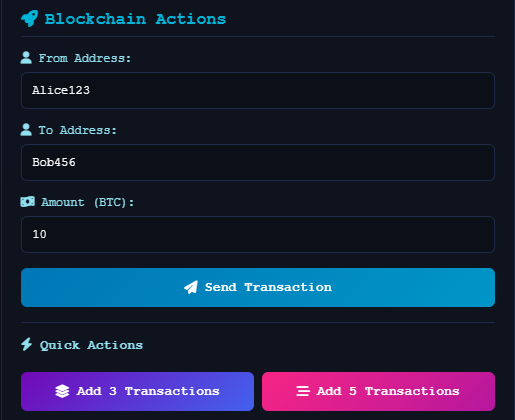 Blockchain Actions
From Address:
Alice123
To Address:
Bob456
Amount (BTC):
10
Send Transaction
Quick Actions
Add 3 Transactions
Add 5 Transactions